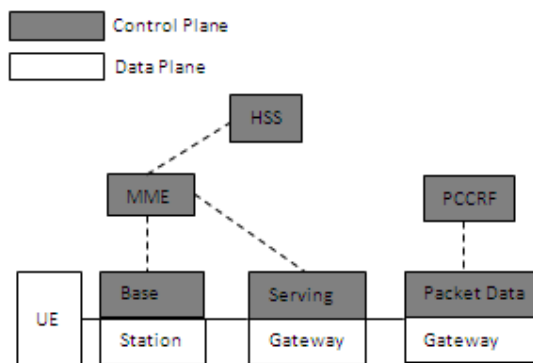 Control Plane
Data Plane
HSS
MME
PCCRF
UE
Base
Station
Serving
Gateway
Packet Data
Gateway